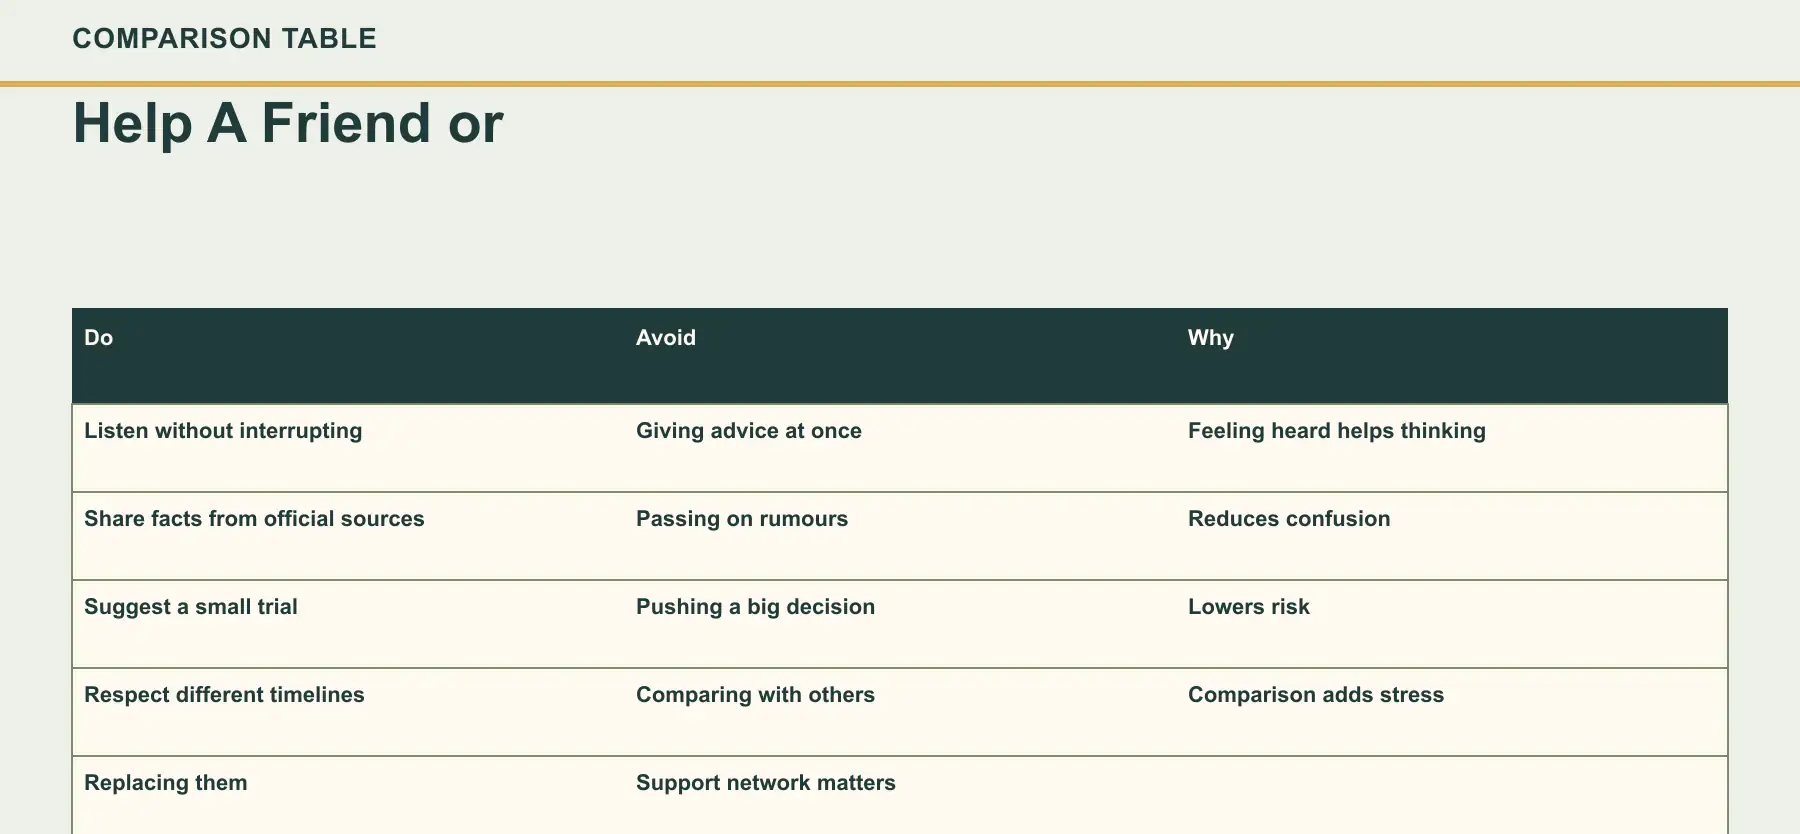 COMPARISON TABLE
Help A Friend or
Do Avoid Why
Listen without interrupting Giving advice at once Feeling heard helps thinking
Share facts from official sources Passing on rumours Reduces confusion
Suggest a small trial Pushing a big decision Lowers risk
Respect different timelines Comparing with others Comparison adds stress
Replacing them Support network matters